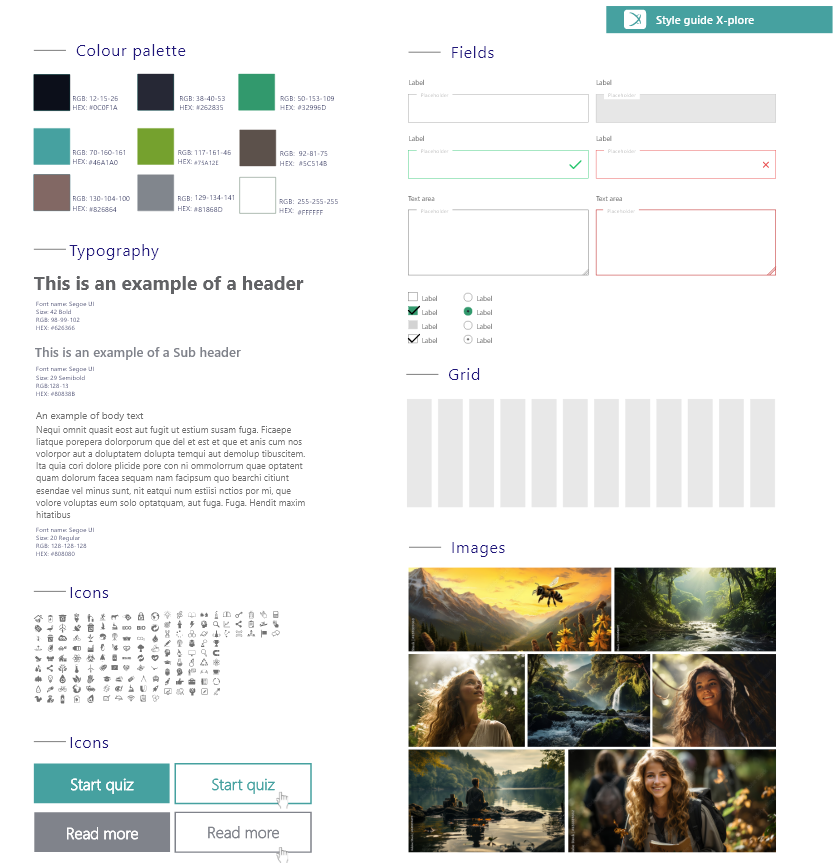 Style guide X-plore
Colour palette
RGB: 12-15-26
HEX: #0C0F1A
RGB: 38-40-53
HEX: #262835
RGB: 50-153-109
HEX: #32996D
RGB: 70-160-161
HEX: #46A1A0
RGB: 117-161-46
HEX: #75A12E
RGB: 92-81-75
HEX: #5C514B
RGB: 130-104-100
HEX: #826864
RGB: 129-134-141
HEX: #81868D
RGB: 255-255-255
HEX: #FFFFFF
Typography
This is an example of a header
Font name: Segoe UI
Size: 42 Bold
RGB: 98-99-102
HEX: #626366
This is an example of a Sub header
Font name: Segoe UI
Size: 29 Semibold
RGB:128-13
HEX: #80838B
An example of body text
Nequi omnit quasit eost aut fugit ut estium susam fuga. Ficaepe
liatque porepera dolorporum que del et est et que et anis cum nos
volorpor aut a doluptatem dolupta temqui aut demolup tibuscitem.
Ita quia cori dolore plicide pore con ni ommolorrum quae optatent
quam dolorum facea sequam nam facipsum quo bearchi citiunt
esendae vel minus sunt, nit eatqui num estiisi nctios por mi, que
volore voluptas eum solo optatquam, aut fuga. Fuga. Hendit maxim
hitatibus
Font name: Segoe UI
Size: 20 Regular
RGB: 128-128-128
HEX: #808080
Icons
Icons
Start quiz
Start quiz
Read more
Read more
Fields
Label
Label
Placeholder
Placeholder
Label
Label
Placeholder
Placeholder
Text area
Text area
Placeholder
Placeholder
Label
Label
Label
Label
Label
Label
Label
Label
Grid
Images